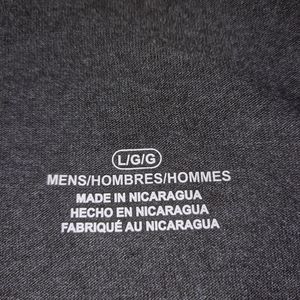 L/G/G
MENS/HOMBRES/HOMMES
MADE IN NICARAGUA
HECHO EN NICARAGUA
FABRIQUÉ AU NICARAGUA